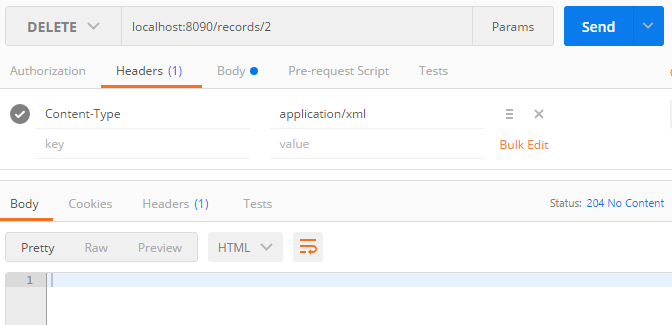 DELETE localhost:8090/records/2 Params Send
Authorization Headers (1) Body Pre-request Script Tests
Content-Type application/xml
key value Bulk Edit
Body Cookies Headers (1) Tests Status: 204 No Content
Pretty Raw Preview HTML
1